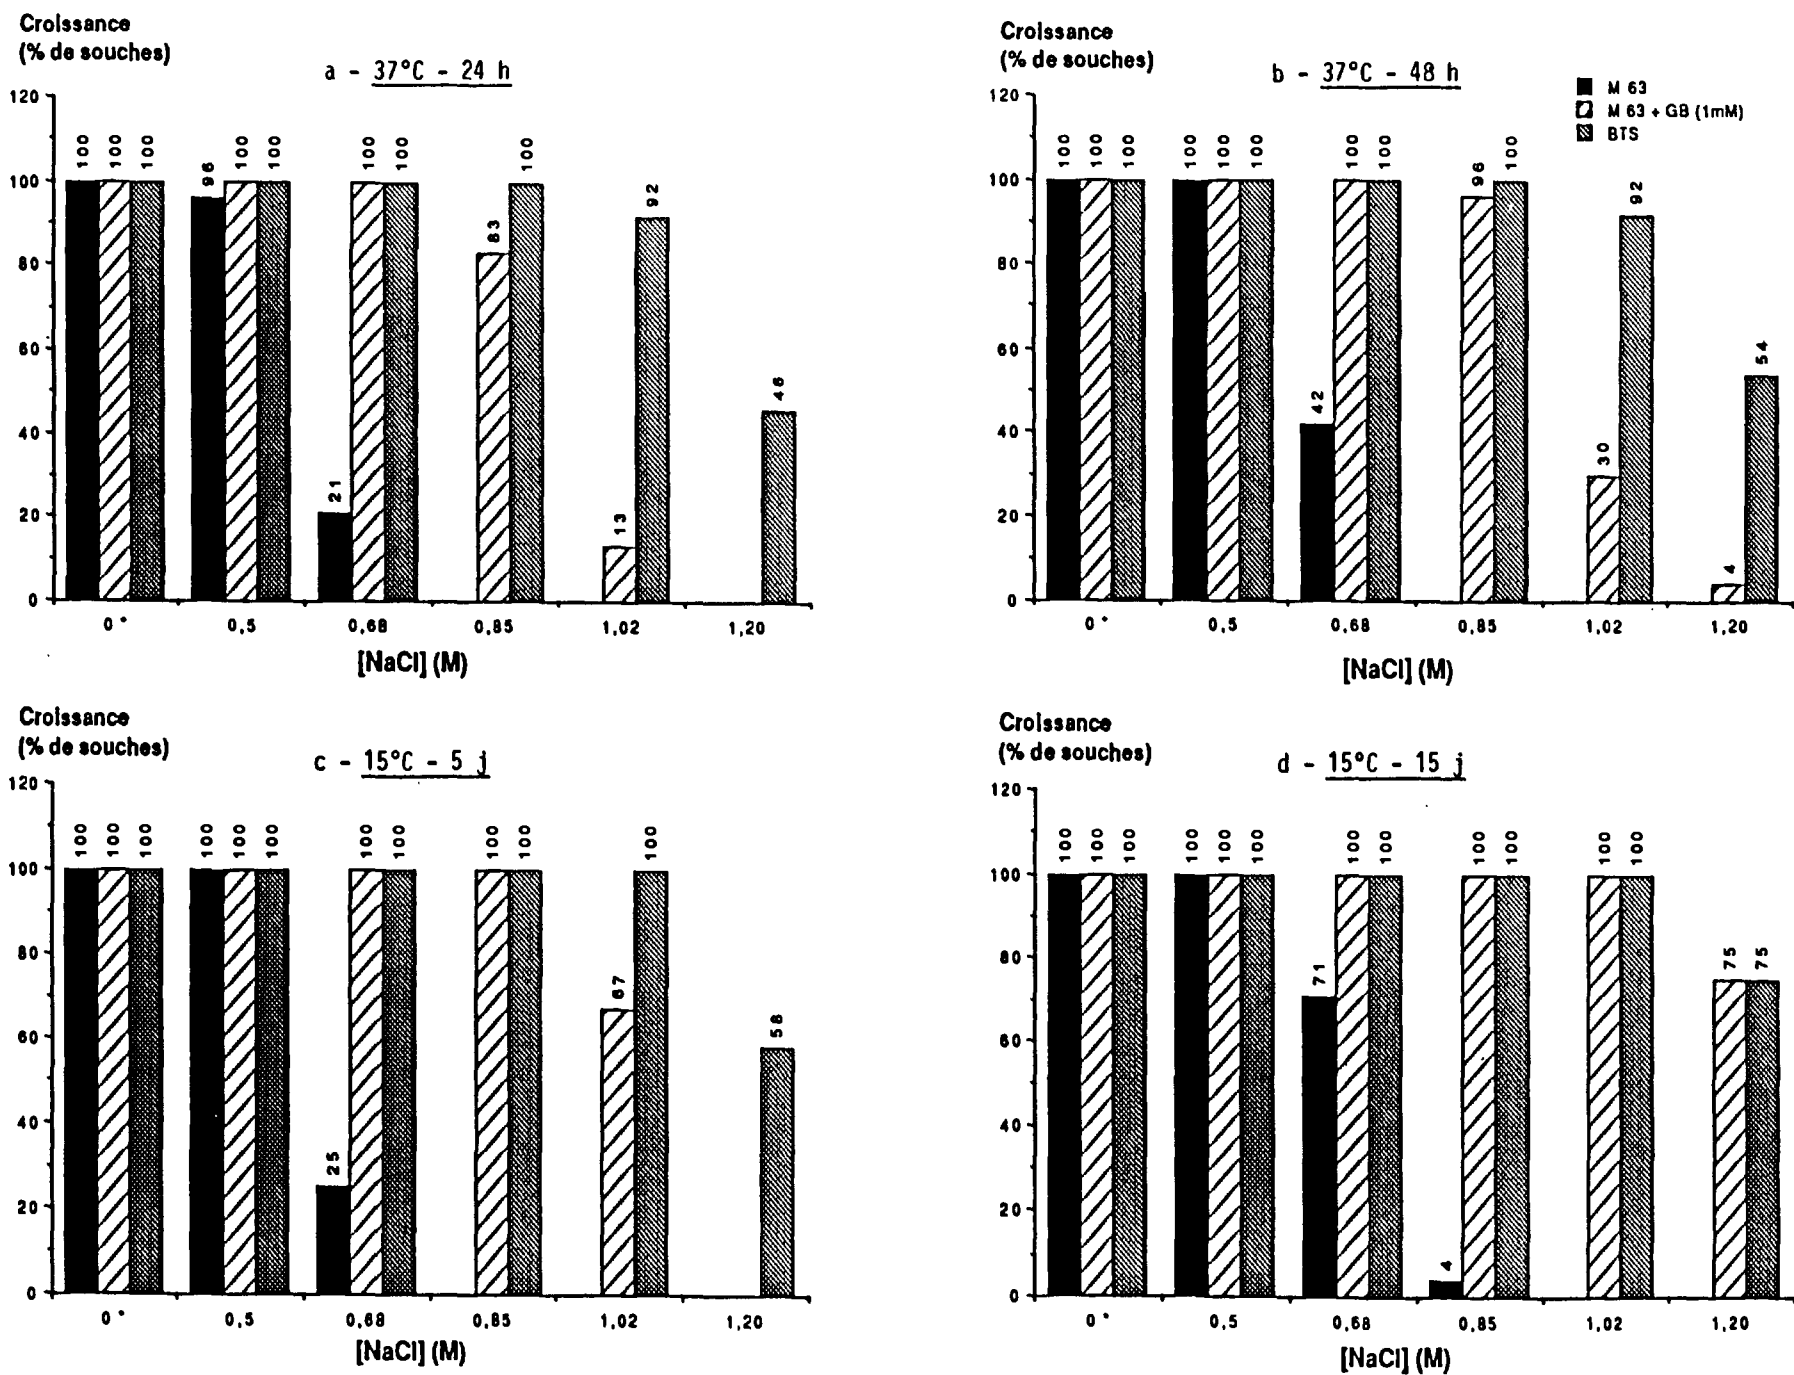 Croissance
(% de souches)
a - 37°C - 24 h
120
100
80
60
40
20
0
100 100 100
96 100 100
21 100 100
83 100
13 92
46
0* 0,5 0,68 0,85 1,02 1,20
[NaCl] (M)
Croissance
(% de souches)
b - 37°C - 48 h
M 63
M 63 + GB (1mM)
BTS
120
100
80
60
40
20
0
100 100 100
100 100 100
42 100 100
96 100
30 92
4 54
0* 0,5 0,68 0,85 1,02 1,20
[NaCl] (M)
Croissance
(% de souches)
c - 15°C - 5 j
120
100
80
60
40
20
0
100 100 100
100 100 100
25 100 100
100 100
67 100
58
0* 0,5 0,68 0,85 1,02 1,20
[NaCl] (M)
Croissance
(% de souches)
d - 15°C - 15 j
120
100
80
60
40
20
0
100 100 100
100 100 100
71 100 100
4 100 100
100 100
75 75
0* 0,5 0,68 0,85 1,02 1,20
[NaCl] (M)